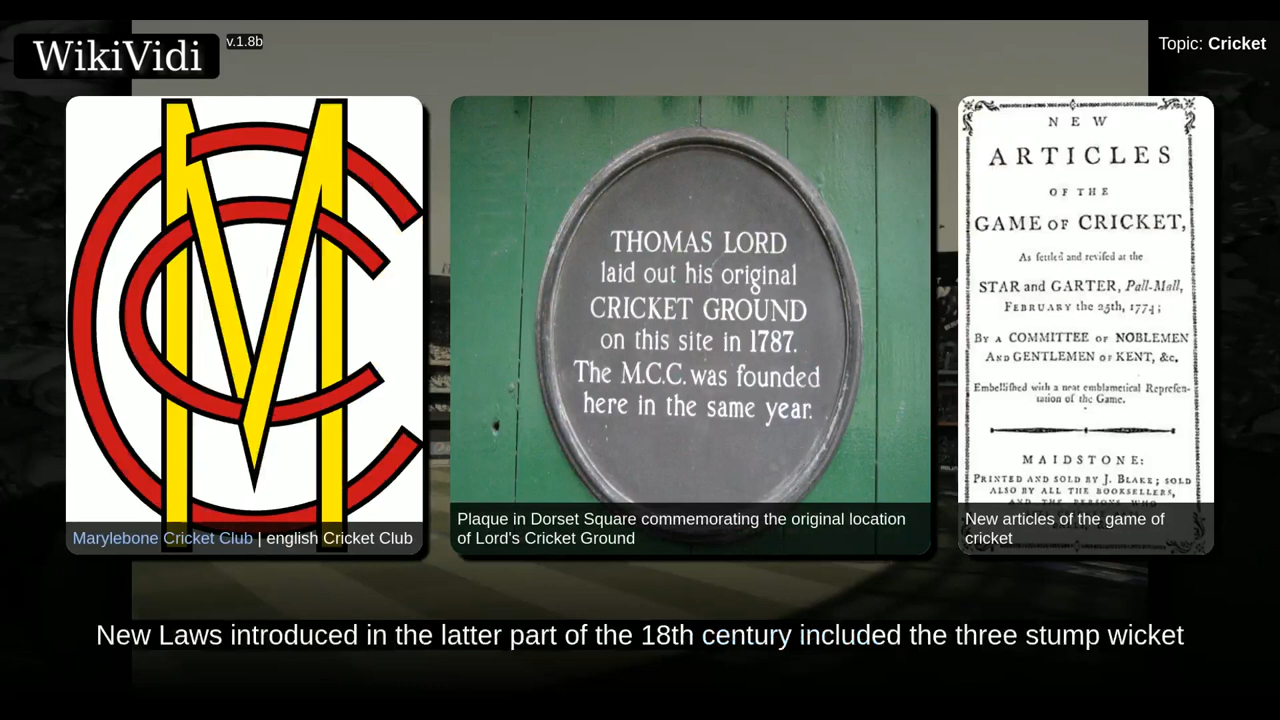 WikiVidi
v.1.8b
Topic: Cricket
THOMAS LORD
laid out his original
CRICKET GROUND
on this site in 1787.
The M.C.C. was founded
here in the same year.
NEW
ARTICLES
OF THE
GAME OF CRICKET,
As settled and revised at the
STAR and GARTER, Pall-Mall,
FEBRUARY the 25th, 1774;
BY A COMMITTEE OF NOBLEMEN
AND GENTLEMEN OF KENT, &c.
Embellished with a neat emblematical Represen-
tation of the Game.
MAIDSTONE:
PRINTED AND SOLD BY J. BLAKE; SOLD
ALSO BY ALL THE BOOKSELLERS,
AND THE PERSONS WHO
Marylebone Cricket Club | english Cricket Club
Plaque in Dorset Square commemorating the original location
of Lord's Cricket Ground
New articles of the game of
cricket
New Laws introduced in the latter part of the 18th century included the three stump wicket